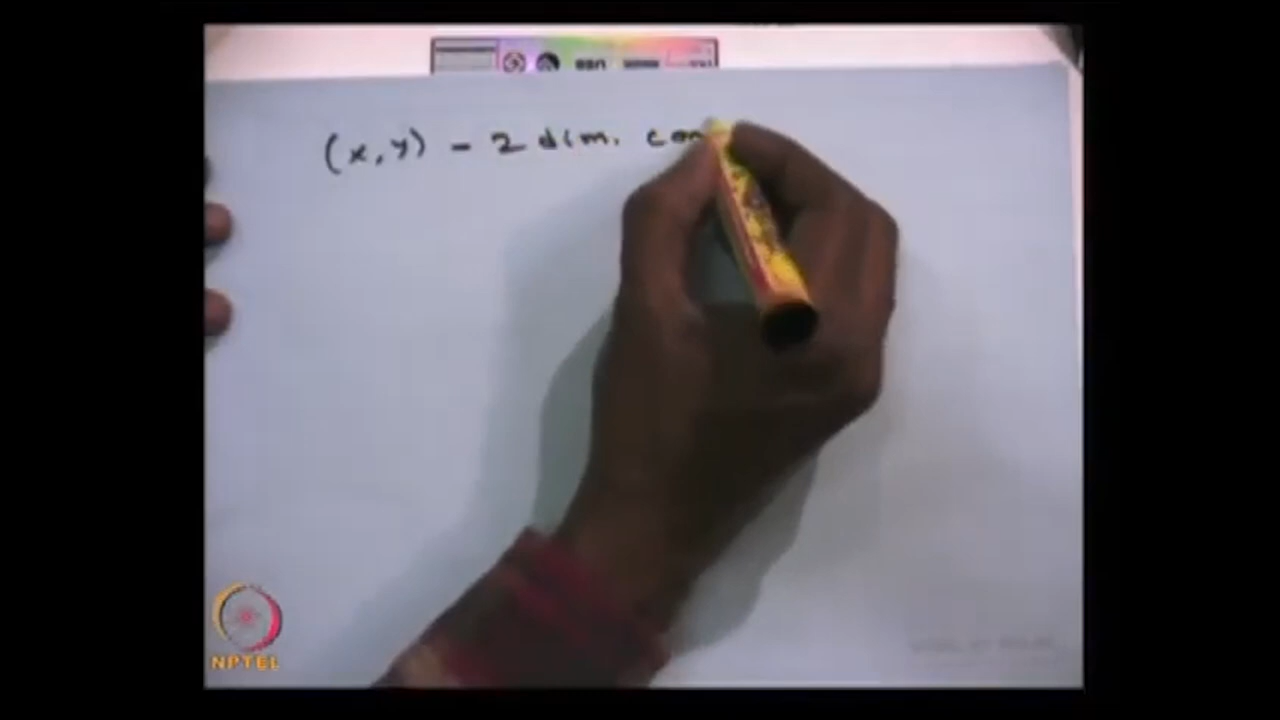 (x, y) - 2 dim. con
NPTEL